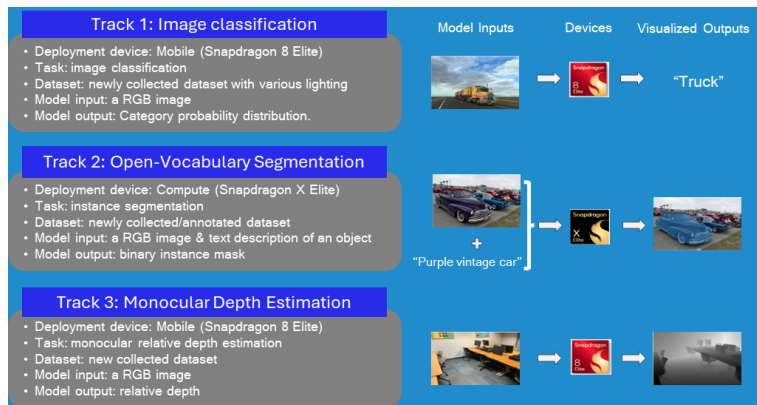 Track 1: Image classification
• Deployment device: Mobile (Snapdragon 8 Elite)
• Task: image classification
• Dataset: newly collected dataset with various lighting
• Model input: a RGB image
• Model output: Category probability distribution.
Model Inputs
Devices
Visualized Outputs
Snapdragon
8
Elite
“Truck”
Track 2: Open-Vocabulary Segmentation
• Deployment device: Compute (Snapdragon X Elite)
• Task: instance segmentation
• Dataset: newly collected/annotated dataset
• Model input: a RGB image & text description of an object
• Model output: binary instance mask
+
“Purple vintage car”
Snapdragon
X
Elite
Track 3: Monocular Depth Estimation
• Deployment device: Mobile (Snapdragon 8 Elite)
• Task: monocular relative depth estimation
• Dataset: new collected dataset
• Model input: a RGB image
• Model output: relative depth
Snapdragon
8
Elite